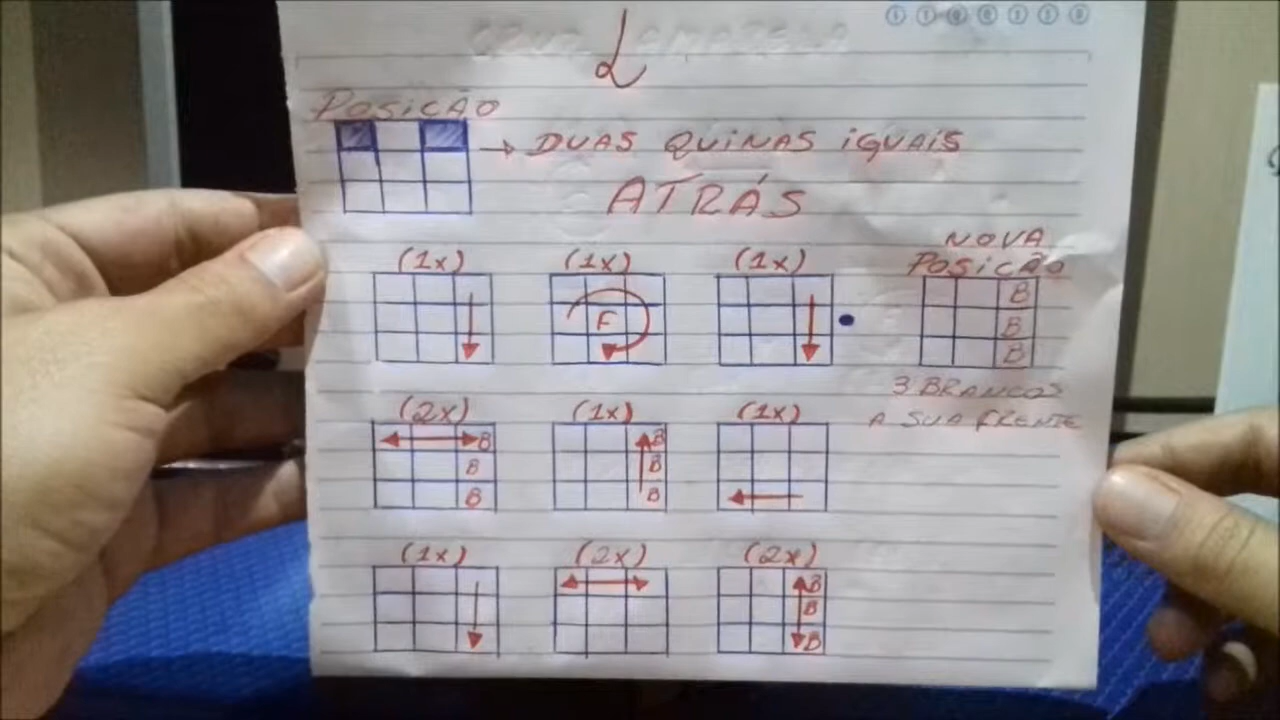 L
POSIÇÃO
DUAS QUINAS IGUAIS
ATRÁS
(1x) (1x) (1x)
NOVA
POSIÇÃO
F
B
B
B
3 BRANCOS
A SUA FRENTE
(2x) (1x) (1x)
B B
B B
B B
(1x) (2x) (2x)
B
B
B